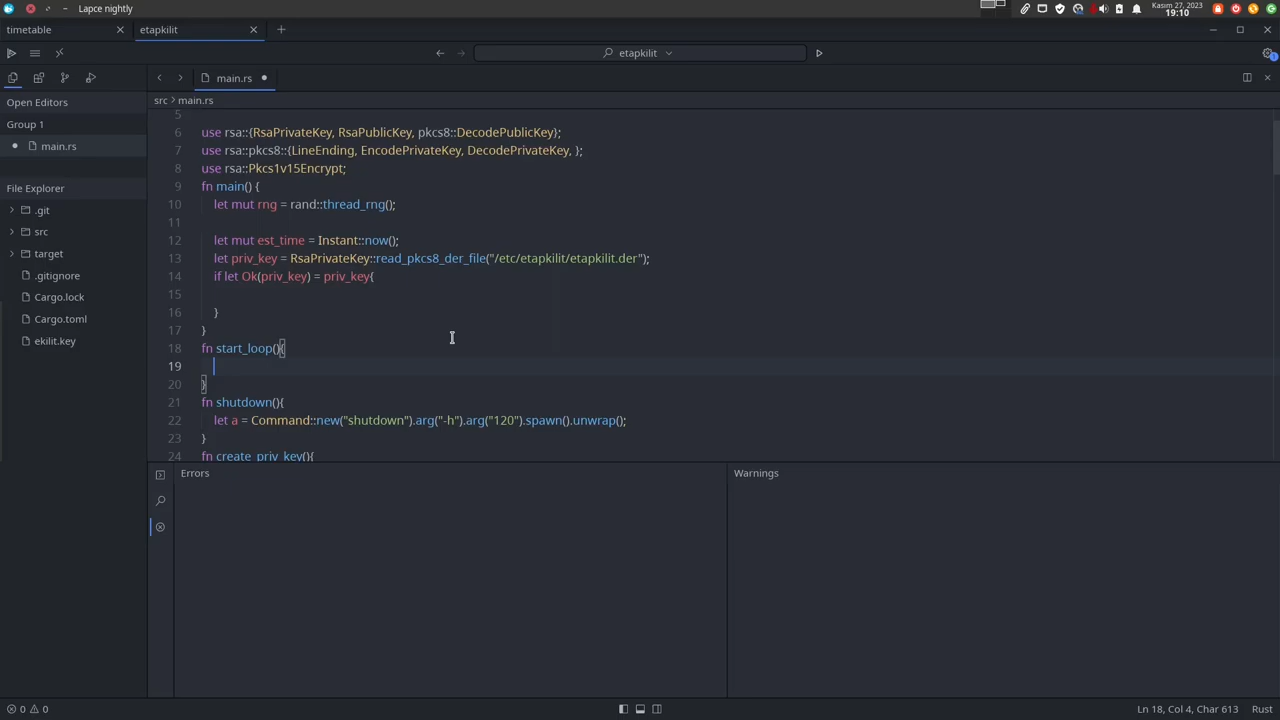 Lapce nightly
Kasım 27, 2023
19:10
timetable
etapkilit
etapkilit
main.rs
Open Editors
Group 1
main.rs
File Explorer
.git
src
target
.gitignore
Cargo.lock
Cargo.toml
ekilit.key
src > main.rs
5
6 use rsa::{RsaPrivateKey, RsaPublicKey, pkcs8::DecodePublicKey};
7 use rsa::pkcs8::{LineEnding, EncodePrivateKey, DecodePrivateKey, };
8 use rsa::Pkcs1v15Encrypt;
9 fn main() {
10 let mut rng = rand::thread_rng();
11
12 let mut est_time = Instant::now();
13 let priv_key = RsaPrivateKey::read_pkcs8_der_file("/etc/etapkilit/etapkilit.der");
14 if let Ok(priv_key) = priv_key{
15
16 }
17 }
18 fn start_loop(){
19
20 }
21 fn shutdown(){
22 let a = Command::new("shutdown").arg("-h").arg("120").spawn().unwrap();
23 }
24 fn create_priv_key(){
Errors
Warnings
0 0
Ln 18, Col 4, Char 613
Rust